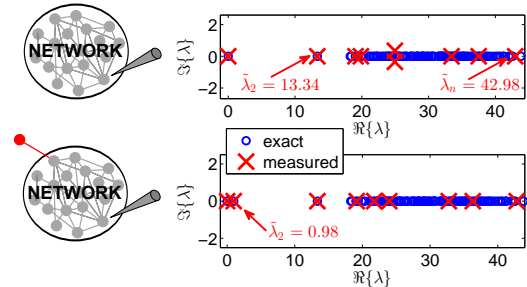 NETWORK
2
0
−2
ℑ{λ}
λ̃₂ = 13.34
λ̃ₙ = 42.98
0 10 20 30 40
ℜ{λ}
exact
measured
NETWORK
2
0
−2
ℑ{λ}
λ̃₂ = 0.98
0 10 20 30 40
ℜ{λ}